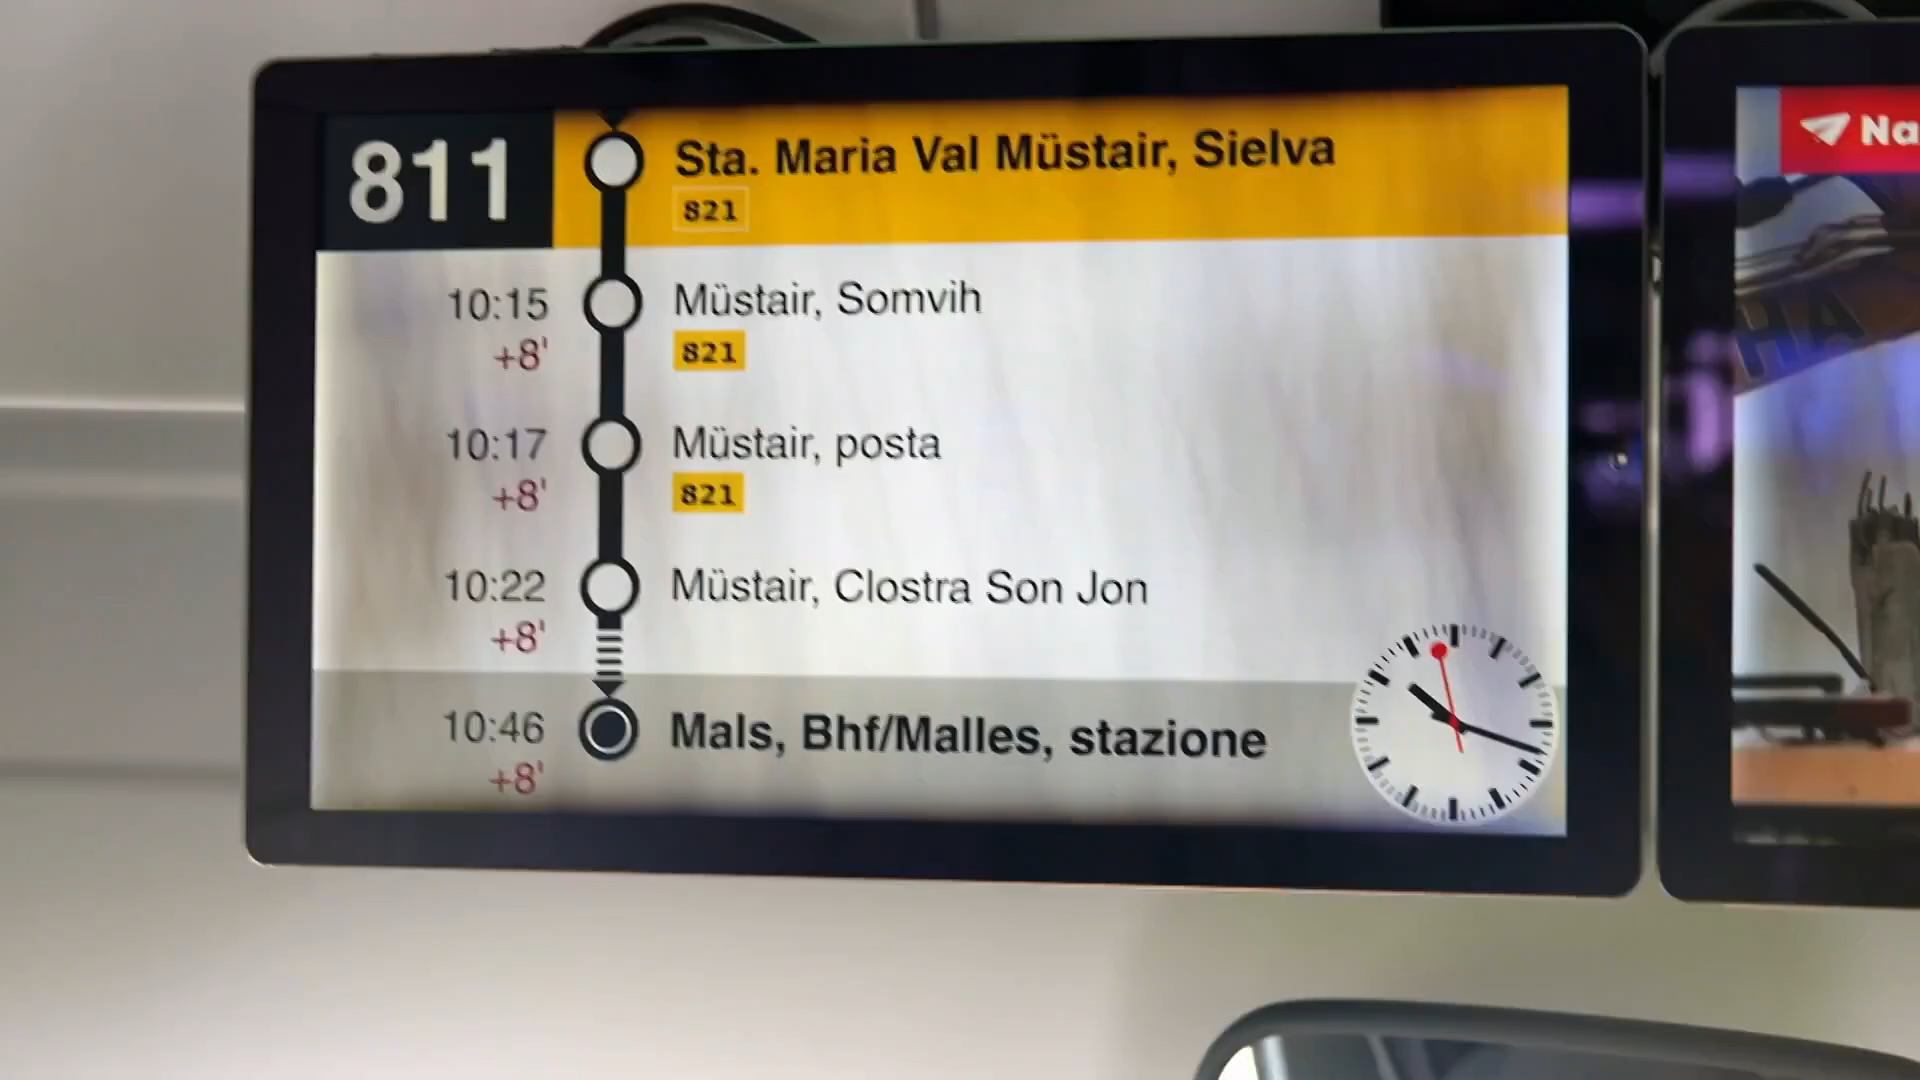 811
Sta. Maria Val Müstair, Sielva
821
10:15 Müstair, Somvih
+8' 821
10:17 Müstair, posta
+8' 821
10:22 Müstair, Clostra Son Jon
+8'
10:46 Mals, Bhf/Malles, stazione
+8'
Na
HA